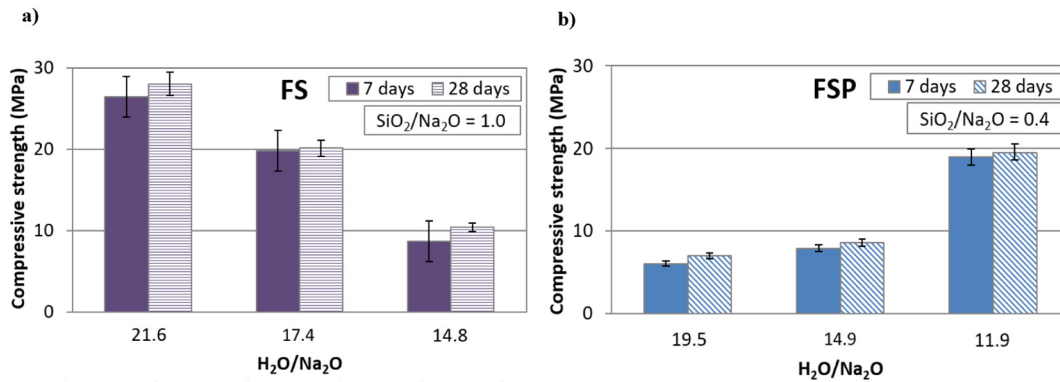 a)
FS
7 days 28 days
SiO₂/Na₂O = 1.0
Compressive strength (MPa)
30
20
10
0
21.6 17.4 14.8
H₂O/Na₂O
b)
FSP
7 days 28 days
SiO₂/Na₂O = 0.4
Compressive strength (MPa)
30
20
10
0
19.5 14.9 11.9
H₂O/Na₂O